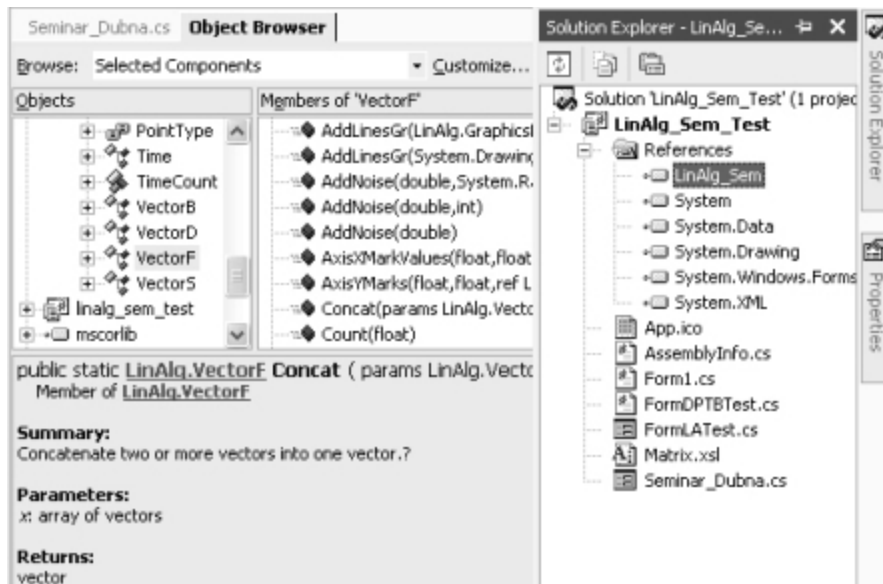 Seminar_Dubna.cs Object Browser
Browse: Selected Components Customize...
Objects
PointType
Time
TimeCount
VectorB
VectorD
VectorF
VectorS
linalg_sem_test
mscorlib
Members of 'VectorF'
AddLinesGr(LinAlg.Graphics
AddLinesGr(System.Drawing
AddNoise(double,System.R
AddNoise(double,int)
AddNoise(double)
AxisXMarkValues(float,float
AxisYMarks(float,float,ref L
Concat(params LinAlg.Vecto
Count(float)
public static LinAlg.VectorF Concat ( params LinAlg.Vecto
Member of LinAlg.VectorF
Summary:
Concatenate two or more vectors into one vector.?
Parameters:
x: array of vectors
Returns:
vector
Solution Explorer - LinAlg_Se...
Solution 'LinAlg_Sem_Test' (1 projec
LinAlg_Sem_Test
References
LinAlg_Sem
System
System.Data
System.Drawing
System.Windows.Forms
System.XML
App.ico
AssemblyInfo.cs
Form1.cs
FormDPTBTest.cs
FormLATest.cs
Matrix.xsl
Seminar_Dubna.cs
Solution Explorer
Properties